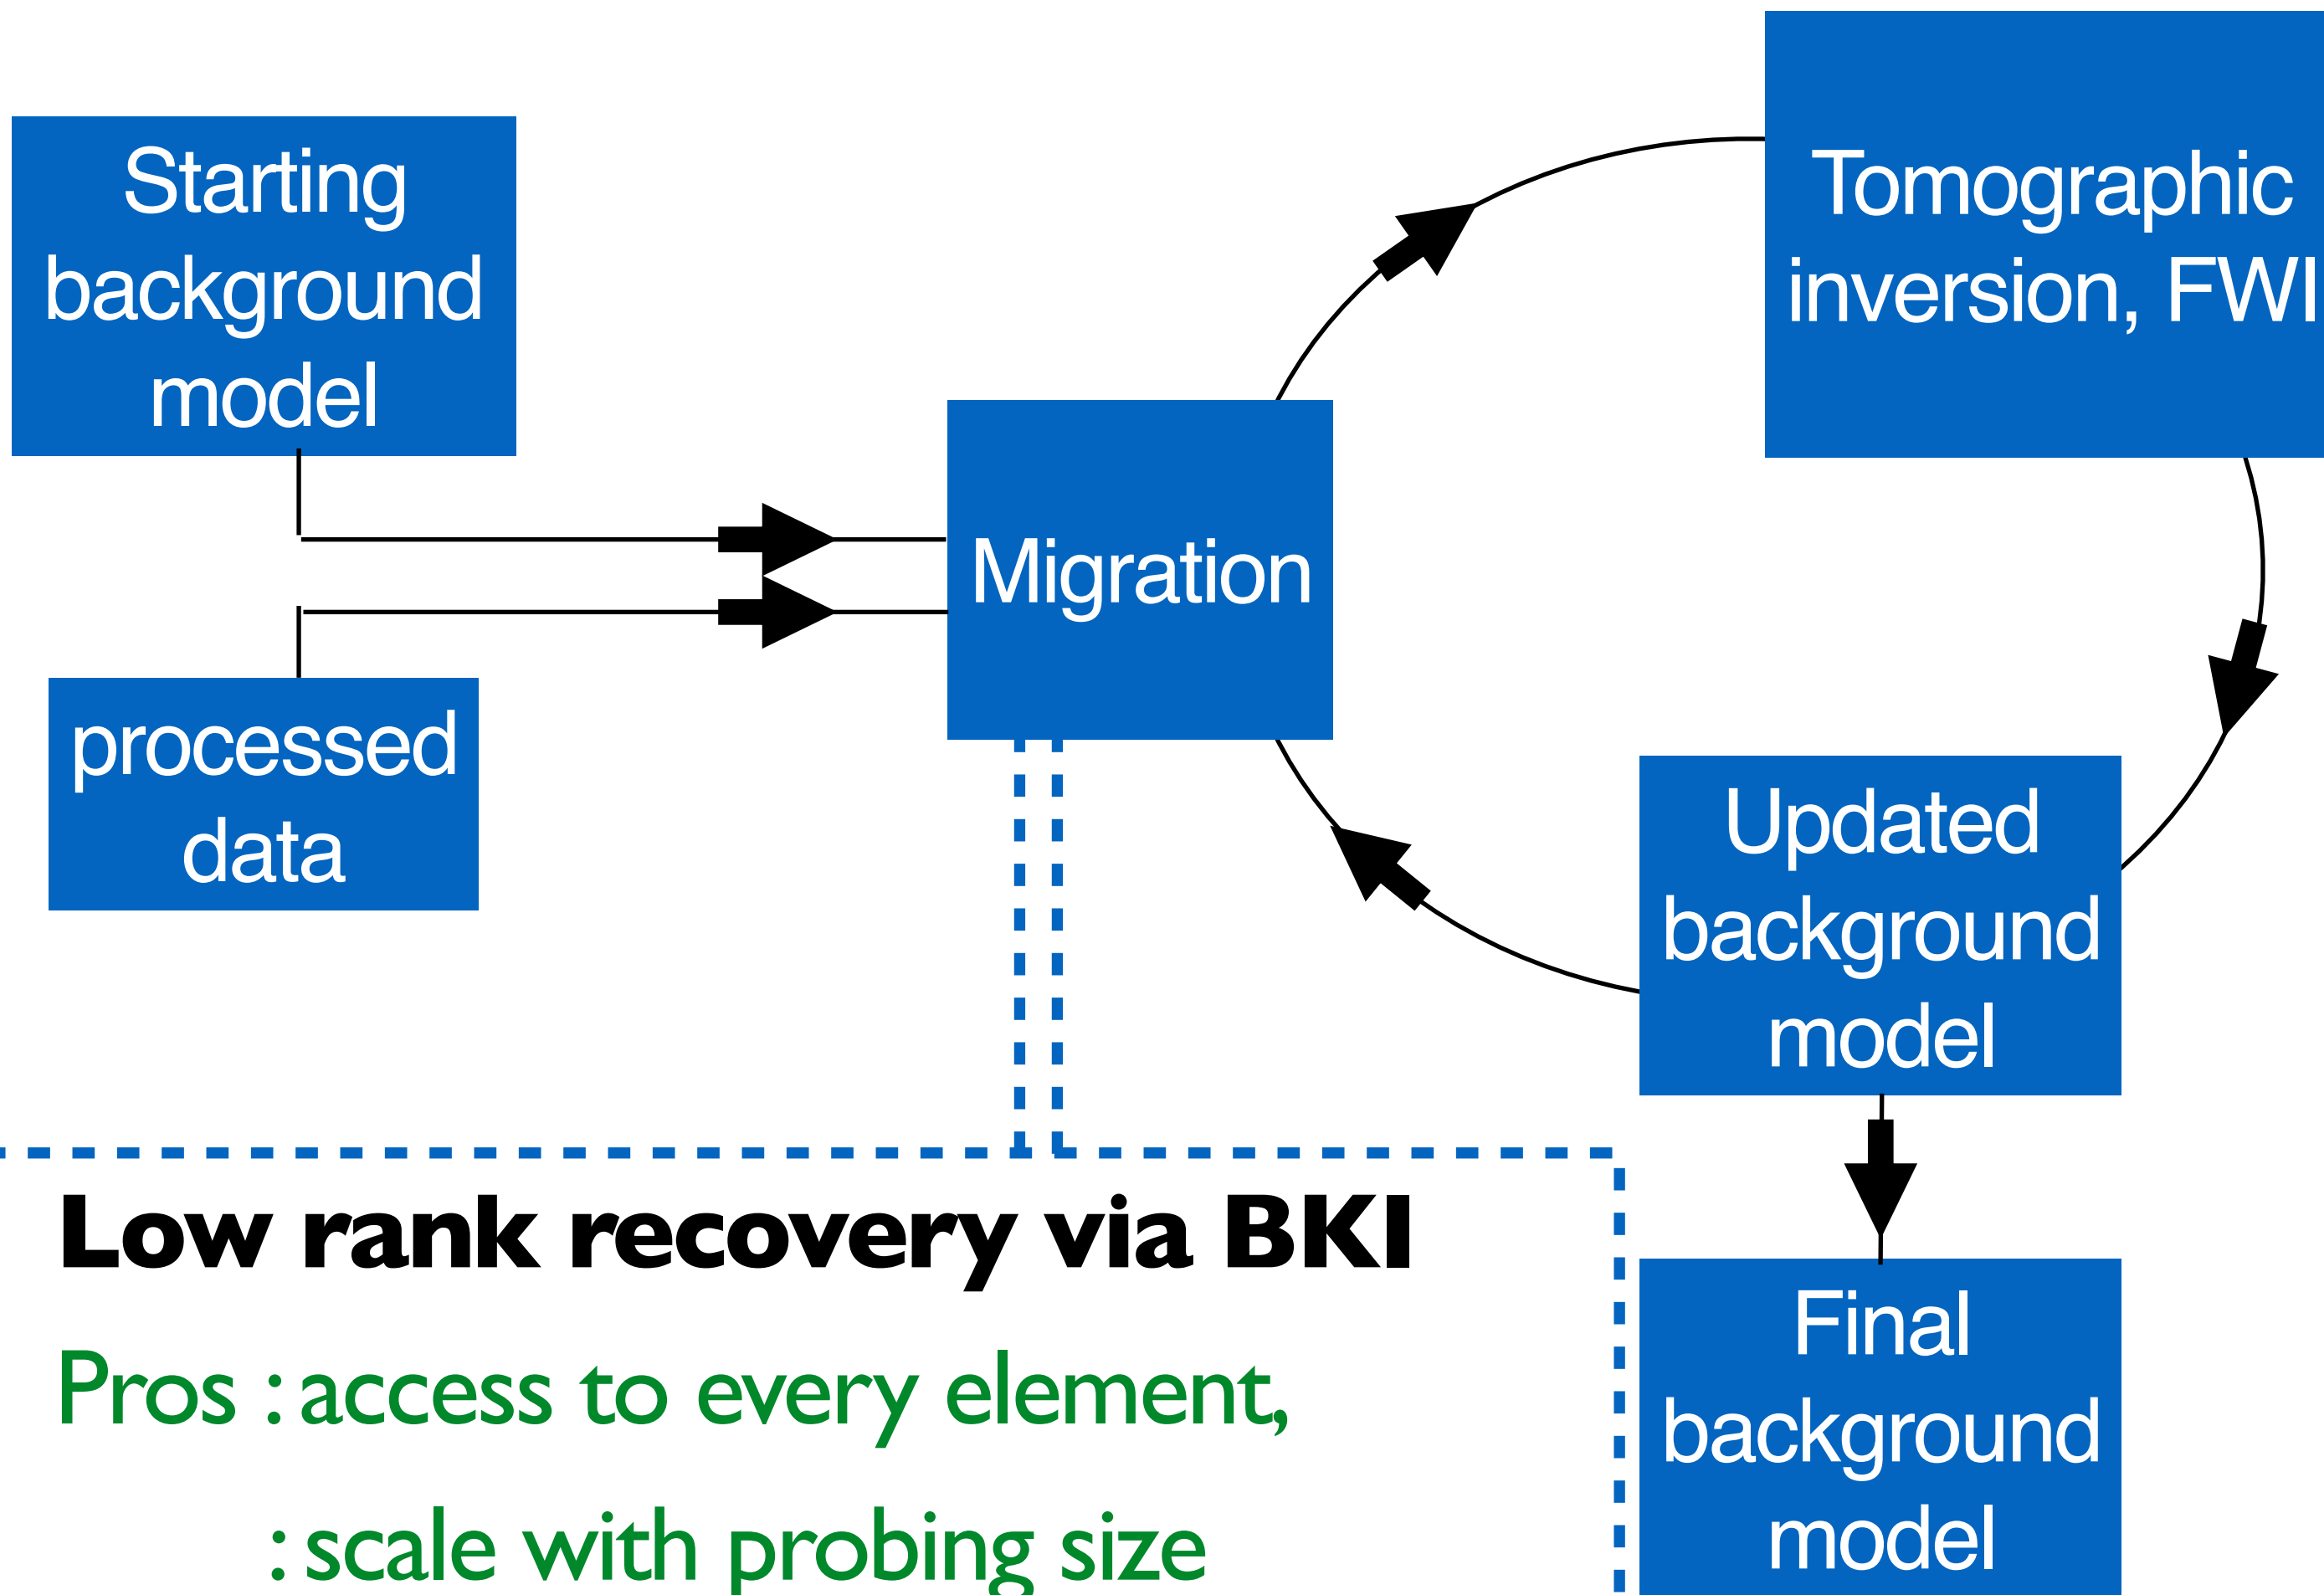 Starting
background
model
Tomographic
inversion, FWI
Migration
processed
data
Updated
background
model
Low rank recovery via BKI
Pros : access to every element,
: scale with probing size
Final
background
model